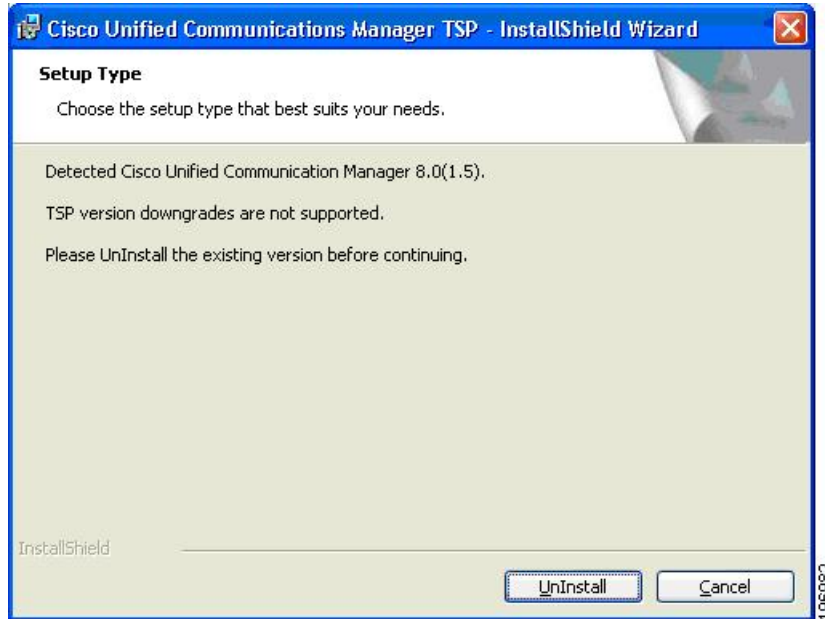 Cisco Unified Communications Manager TSP - InstallShield Wizard
Setup Type
Choose the setup type that best suits your needs.
Detected Cisco Unified Communication Manager 8.0(1.5).
TSP version downgrades are not supported.
Please UnInstall the existing version before continuing.
InstallShield
UnInstall
Cancel